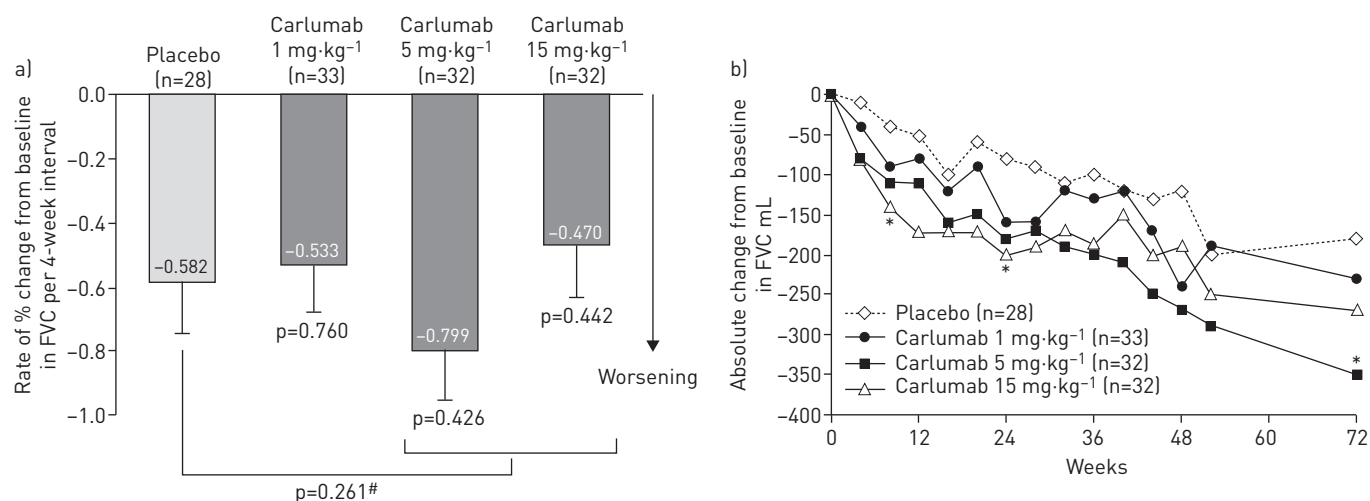 a)
Placebo
(n=28)
Carlumab
1 mg·kg⁻¹
(n=33)
Carlumab
5 mg·kg⁻¹
(n=32)
Carlumab
15 mg·kg⁻¹
(n=32)
Rate of % change from baseline
in FVC per 4-week interval
0.0
−0.2
−0.4
−0.6
−0.8
−1.0
−0.582
−0.533
−0.799
−0.470
p=0.760
p=0.426
p=0.442
Worsening
p=0.261#
b)
Absolute change from baseline
in FVC mL
0
−50
−100
−150
−200
−250
−300
−350
−400
*
*
*
Placebo (n=28)
Carlumab 1 mg·kg⁻¹ (n=33)
Carlumab 5 mg·kg⁻¹ (n=32)
Carlumab 15 mg·kg⁻¹ (n=32)
0 12 24 36 48 60 72
Weeks